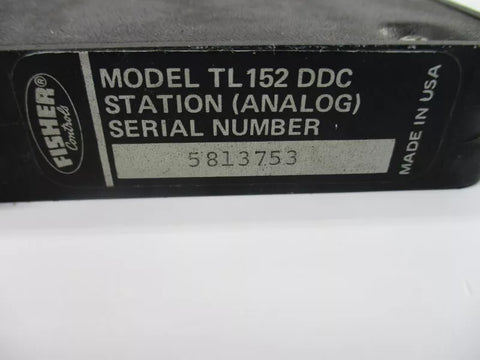 FISHER®
Controls
MODEL TL152 DDC
STATION (ANALOG)
SERIAL NUMBER
5813753
MADE IN USA